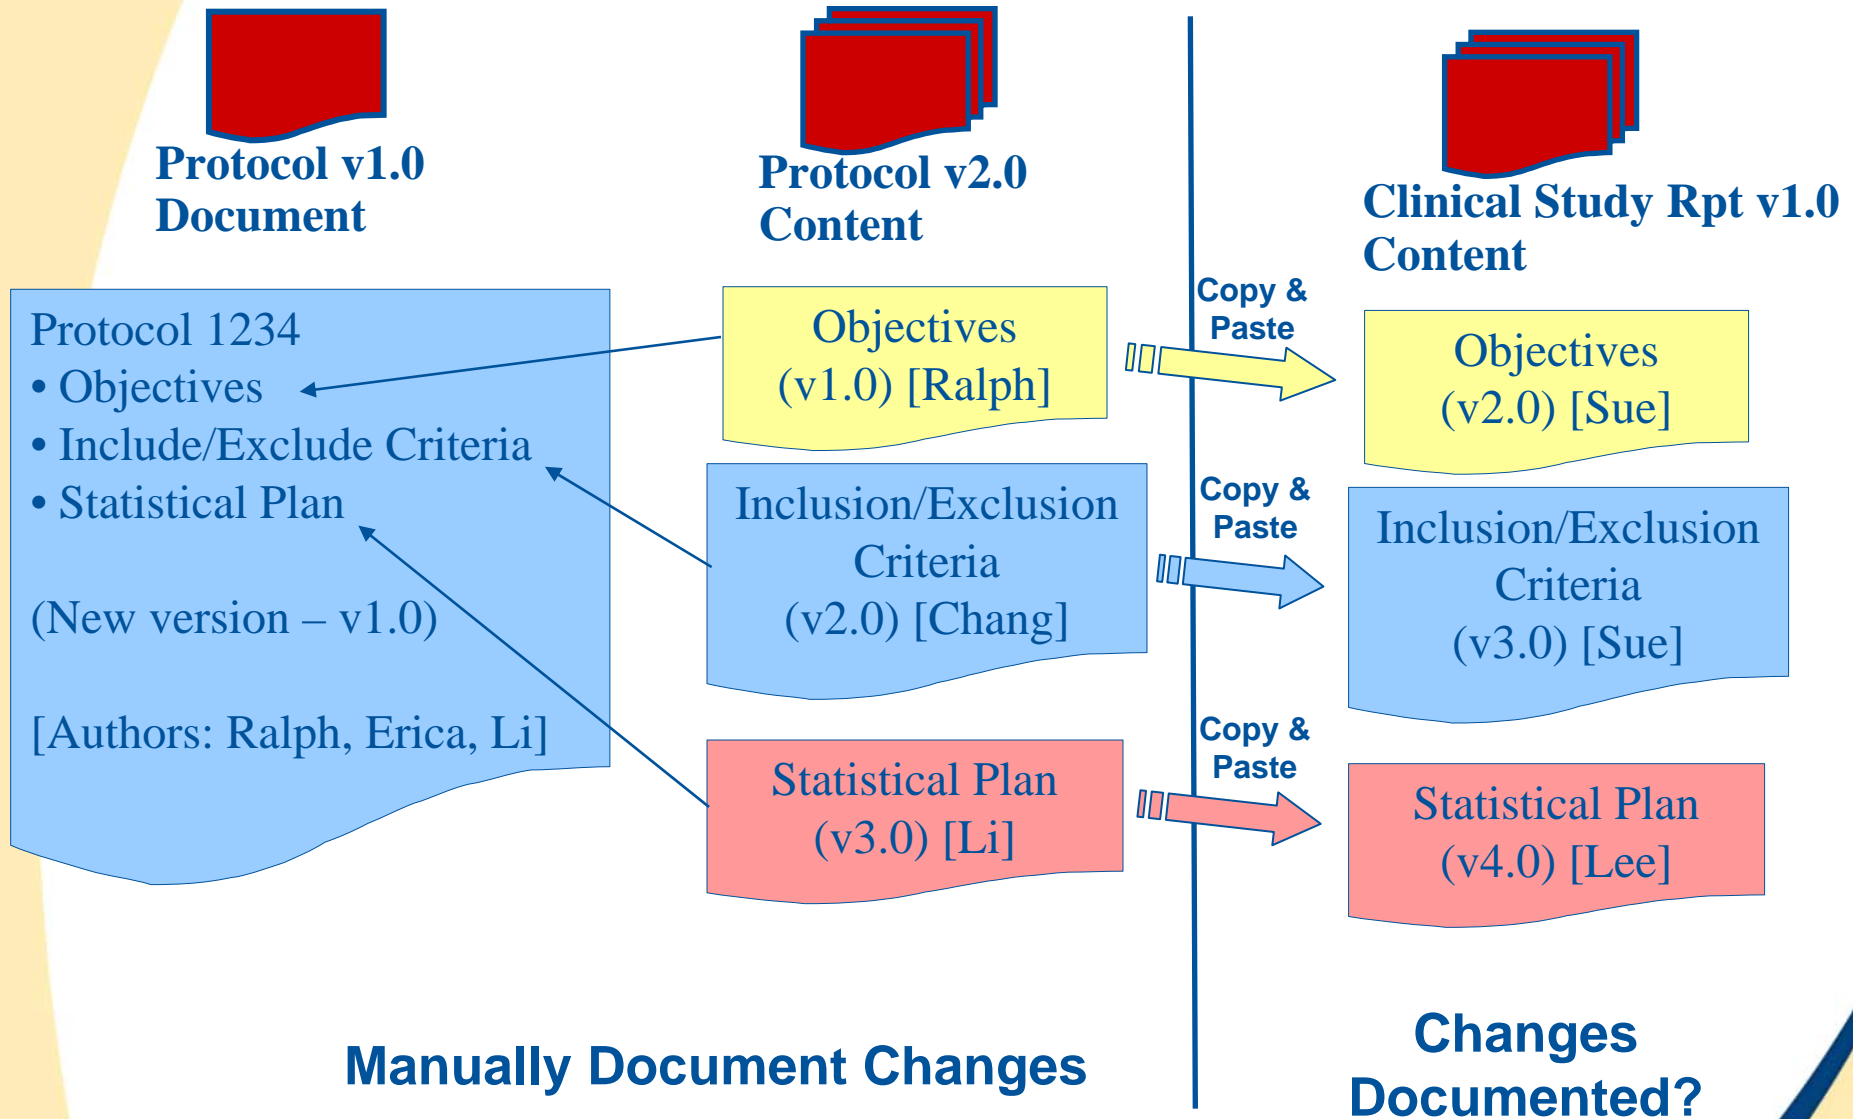 Protocol v1.0
Document
Protocol v2.0
Content
Clinical Study Rpt v1.0
Content
Protocol 1234
• Objectives
• Include/Exclude Criteria
• Statistical Plan
(New version – v1.0)
[Authors: Ralph, Erica, Li]
Objectives
(v1.0) [Ralph]
Inclusion/Exclusion
Criteria
(v2.0) [Chang]
Statistical Plan
(v3.0) [Li]
Copy &
Paste
Copy &
Paste
Copy &
Paste
Objectives
(v2.0) [Sue]
Inclusion/Exclusion
Criteria
(v3.0) [Sue]
Statistical Plan
(v4.0) [Lee]
Manually Document Changes
Changes
Documented?